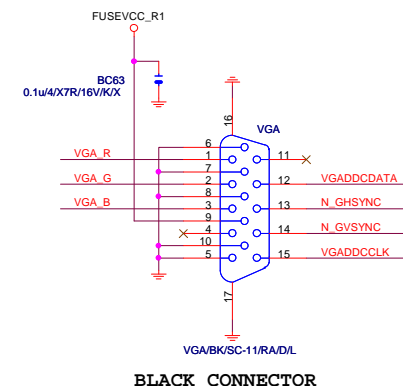 FUSEVCC_R1
BC63
0.1u/4/X7R/16V/K/X
16
VGA
6
VGA_R 1 11
7
VGA_G 2 12 VGADDCDATA
8
VGA_B 3 13 N_GHSYNC
9
4 14 N_GVSYNC
10
5 15 VGADDCCLK
17
VGA/BK/SC-11/RA/D/L
BLACK CONNECTOR